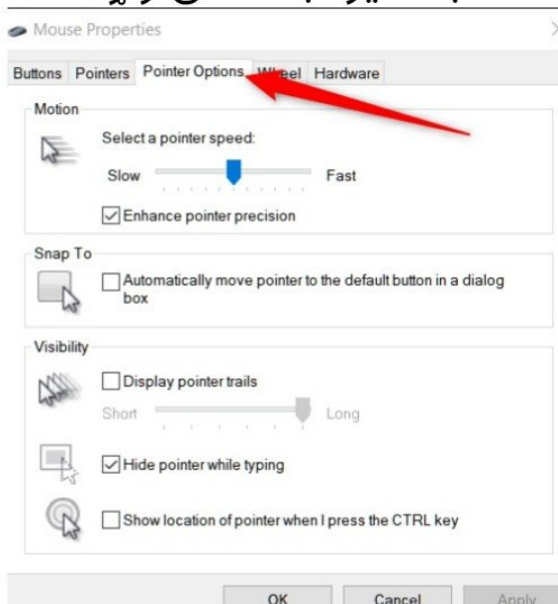 Mouse Properties
Buttons Pointers Pointer Options Wheel Hardware
Motion
Select a pointer speed:
Slow Fast
Enhance pointer precision
Snap To
Automatically move pointer to the default button in a dialog
box
Visibility
Display pointer trails
Short Long
Hide pointer while typing
Show location of pointer when I press the CTRL key
OK Cancel Apply